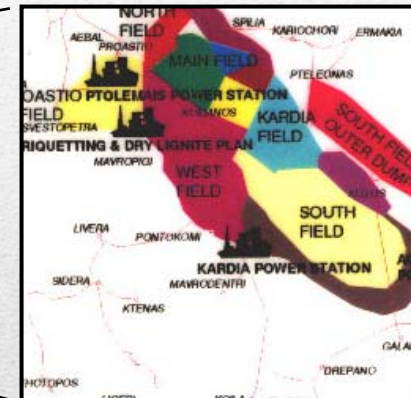 NORTH
FIELD
SPILIA
KARIOCHORI
ERMAKIA
AEBAL
PROASTIO
MAIN FIELD
PTELEONAS
OASTIO
FIELD
PTOLEMAIS POWER STATION
KARDIA
FIELD
SOUTH FIEL
OUTER DUMP
SVESTOPETRA
RIQUETTING & DRY LIGNITE PLAN
MAVROPIGI
WEST
FIELD
SOUTH
FIELD
LIVERA
PONTOKOMI
KARDIA POWER STATION
SIDERA
MAVRODENTRI
KTENAS
GALA
DREPANO
HOTOPOS